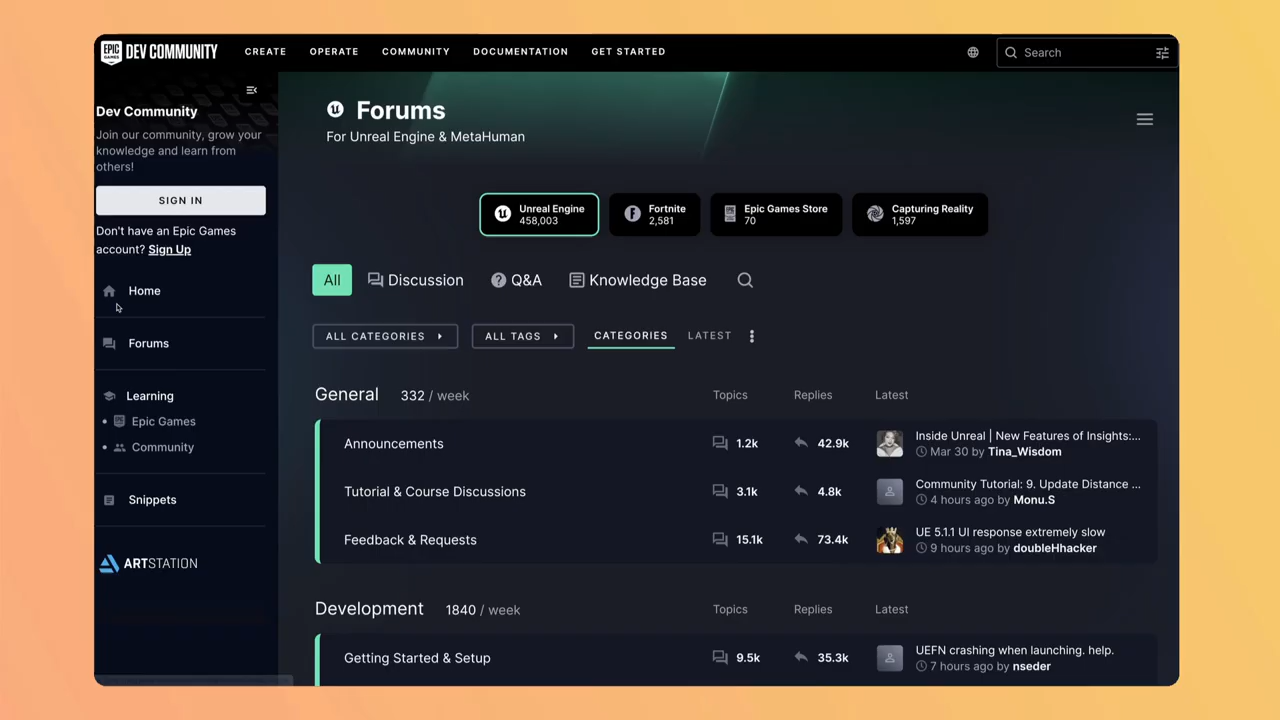 EPIC GAMES DEV COMMUNITY
CREATE
OPERATE
COMMUNITY
DOCUMENTATION
GET STARTED
Search
Dev Community
Join our community, grow your
knowledge and learn from
others!
SIGN IN
Don't have an Epic Games
account? Sign Up
Home
Forums
Learning
Epic Games
Community
Snippets
ARTSTATION
Forums
For Unreal Engine & MetaHuman
Unreal Engine
458,003
Fortnite
2,581
Epic Games Store
70
Capturing Reality
1,597
All
Discussion
Q&A
Knowledge Base
ALL CATEGORIES
ALL TAGS
CATEGORIES
LATEST
General 332 / week Topics Replies Latest
Announcements 1.2k 42.9k Inside Unreal | New Features of Insights:...
Mar 30 by Tina_Wisdom
Tutorial & Course Discussions 3.1k 4.8k Community Tutorial: 9. Update Distance ...
4 hours ago by Monu.S
Feedback & Requests 15.1k 73.4k UE 5.1.1 UI response extremely slow
9 hours ago by doubleHhacker
Development 1840 / week Topics Replies Latest
Getting Started & Setup 9.5k 35.3k UEFN crashing when launching. help.
7 hours ago by nseder